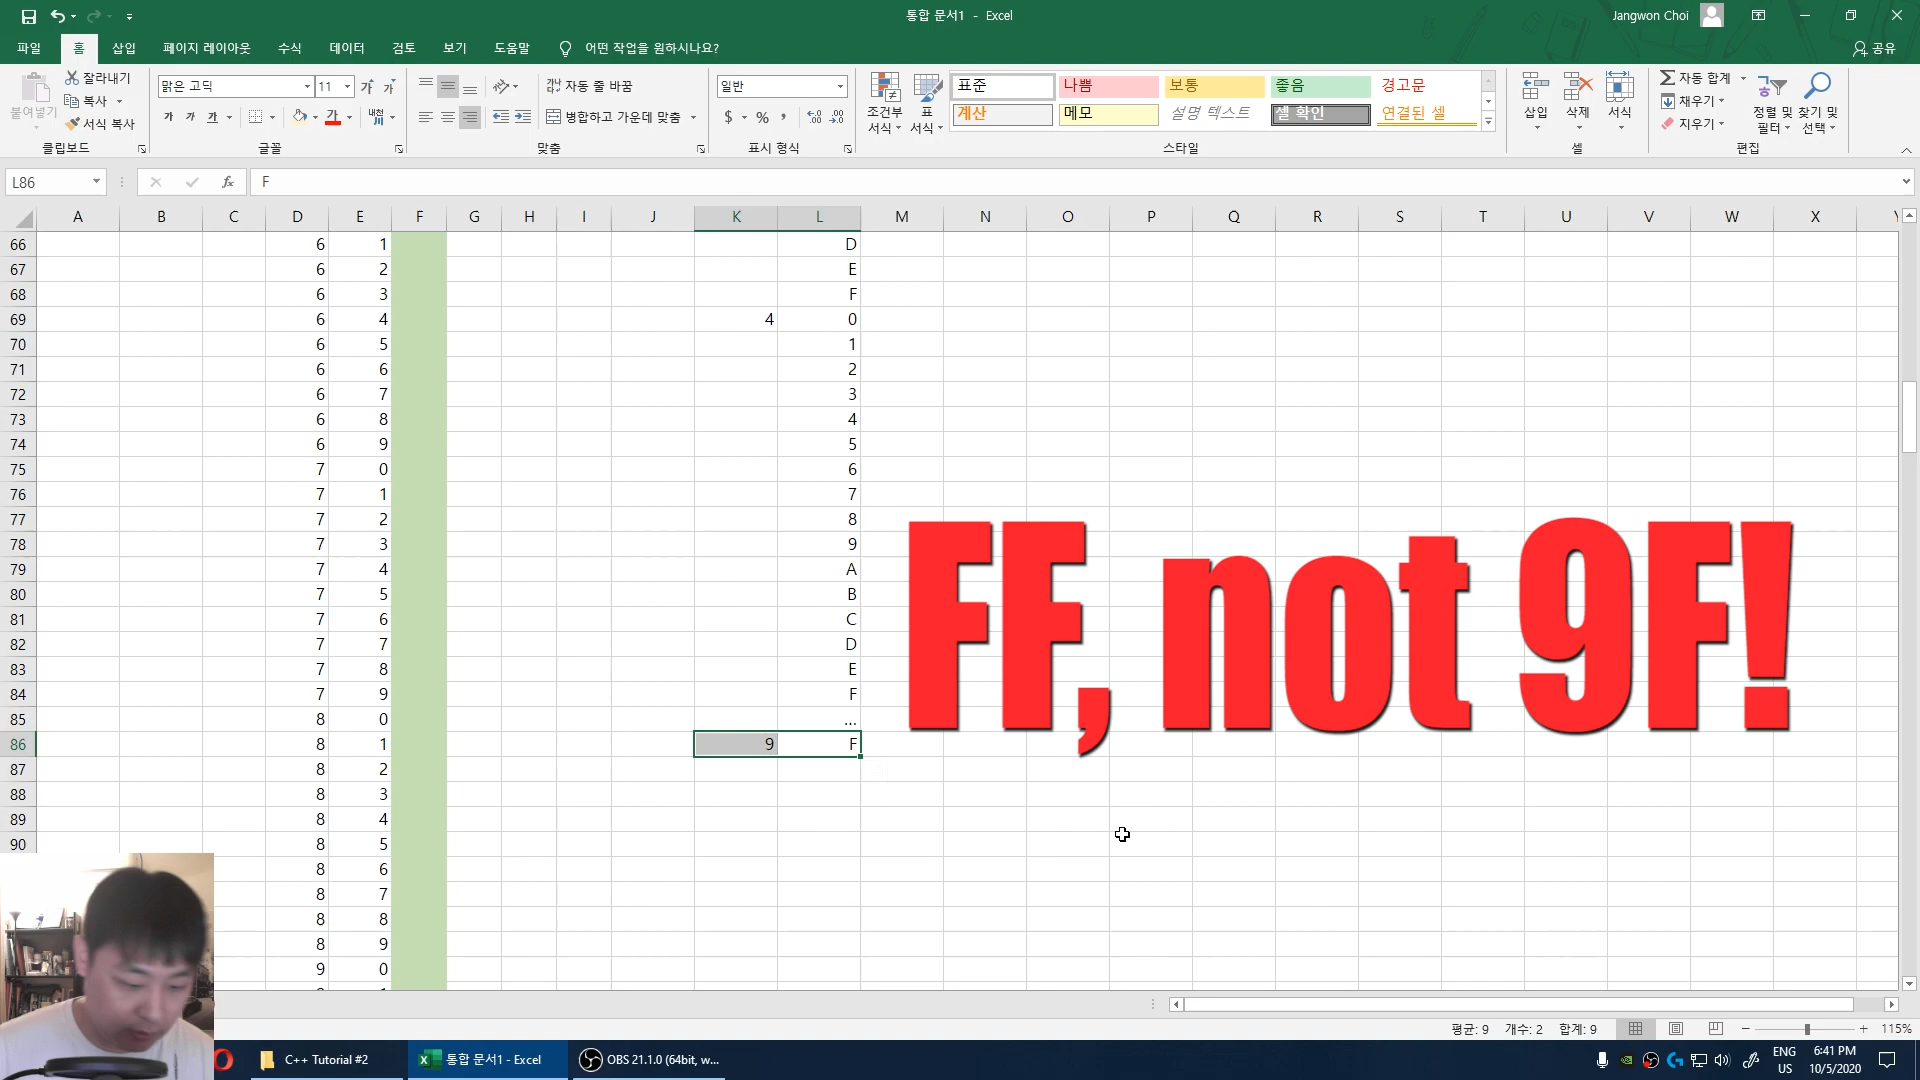 통합 문서1 - Excel
Jangwon Choi
파일 홈 삽입 페이지 레이아웃 수식 데이터 검토 보기 도움말 어떤 작업을 원하시나요? 공유
붙여넣기
잘라내기
복사
서식 복사
클립보드
맑은 고딕 11
가 가 가 가 내천
글꼴
자동 줄 바꿈
병합하고 가운데 맞춤
맞춤
일반
$ % ,
표시 형식
조건부 서식
표 서식
표준 나쁨 보통 좋음 경고문
계산 메모 설명 텍스트 셀 확인 연결된 셀
스타일
삽입 삭제 서식
셀
자동 합계
채우기
지우기
정렬 및 필터
찾기 및 선택
편집
L86 fx F
A B C D E F G H I J K L M N O P Q R S T U V W X
66 6 1 D
67 6 2 E
68 6 3 F
69 6 4 4 0
70 6 5 1
71 6 6 2
72 6 7 3
73 6 8 4
74 6 9 5
75 7 0 6
76 7 1 7
77 7 2 8
78 7 3 9
79 7 4 A
80 7 5 B
81 7 6 C
82 7 7 D
83 7 8 E
84 7 9 F
85 8 0 ...
86 8 1 9 F
87 8 2
88 8 3
89 8 4
90 8 5
8 6
8 7
8 8
8 9
9 0
FF, not 9F!
평균: 9 개수: 2 합계: 9 115%
C++ Tutorial #2
통합 문서1 - Excel
OBS 21.1.0 (64bit, w...
ENG
US
6:41 PM
10/5/2020